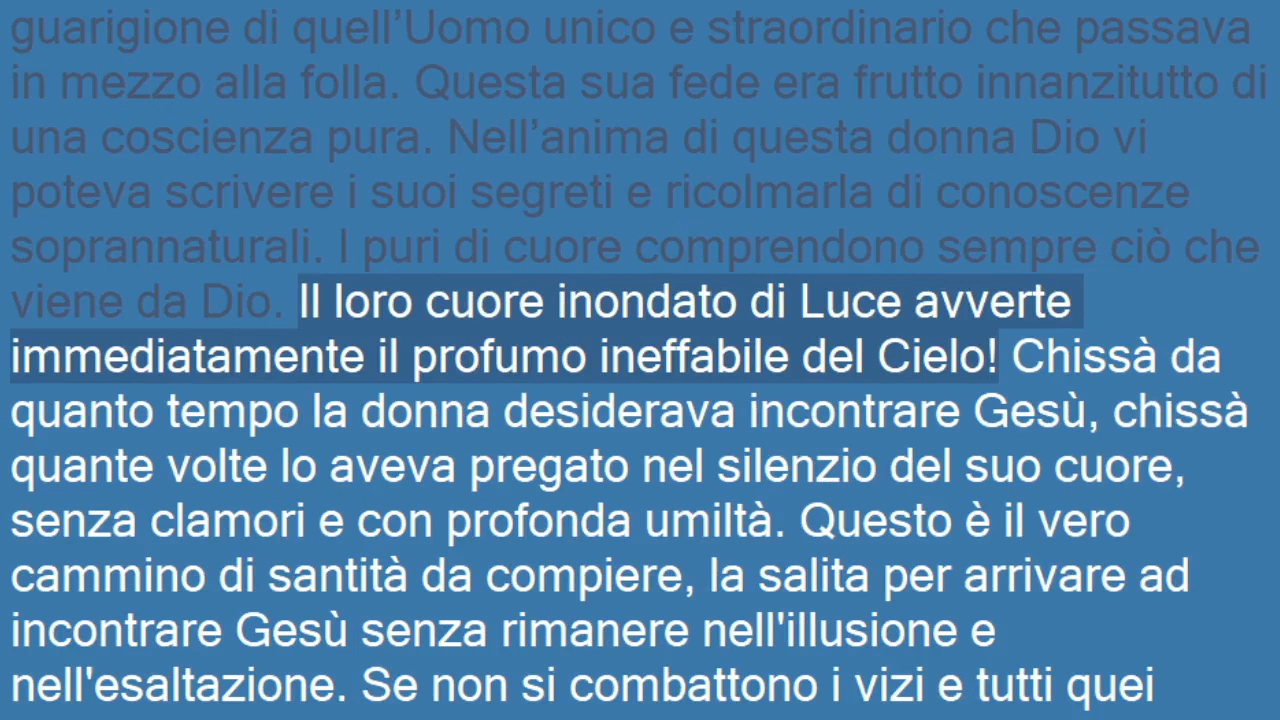 guarigione di quell’Uomo unico e straordinario che passava
in mezzo alla folla. Questa sua fede era frutto innanzitutto di
una coscienza pura. Nell’anima di questa donna Dio vi
poteva scrivere i suoi segreti e ricolmarla di conoscenze
soprannaturali. I puri di cuore comprendono sempre ciò che
viene da Dio. Il loro cuore inondato di Luce avverte
immediatamente il profumo ineffabile del Cielo! Chissà da
quanto tempo la donna desiderava incontrare Gesù, chissà
quante volte lo aveva pregato nel silenzio del suo cuore,
senza clamori e con profonda umiltà. Questo è il vero
cammino di santità da compiere, la salita per arrivare ad
incontrare Gesù senza rimanere nell'illusione e
nell'esaltazione. Se non si combattono i vizi e tutti quei